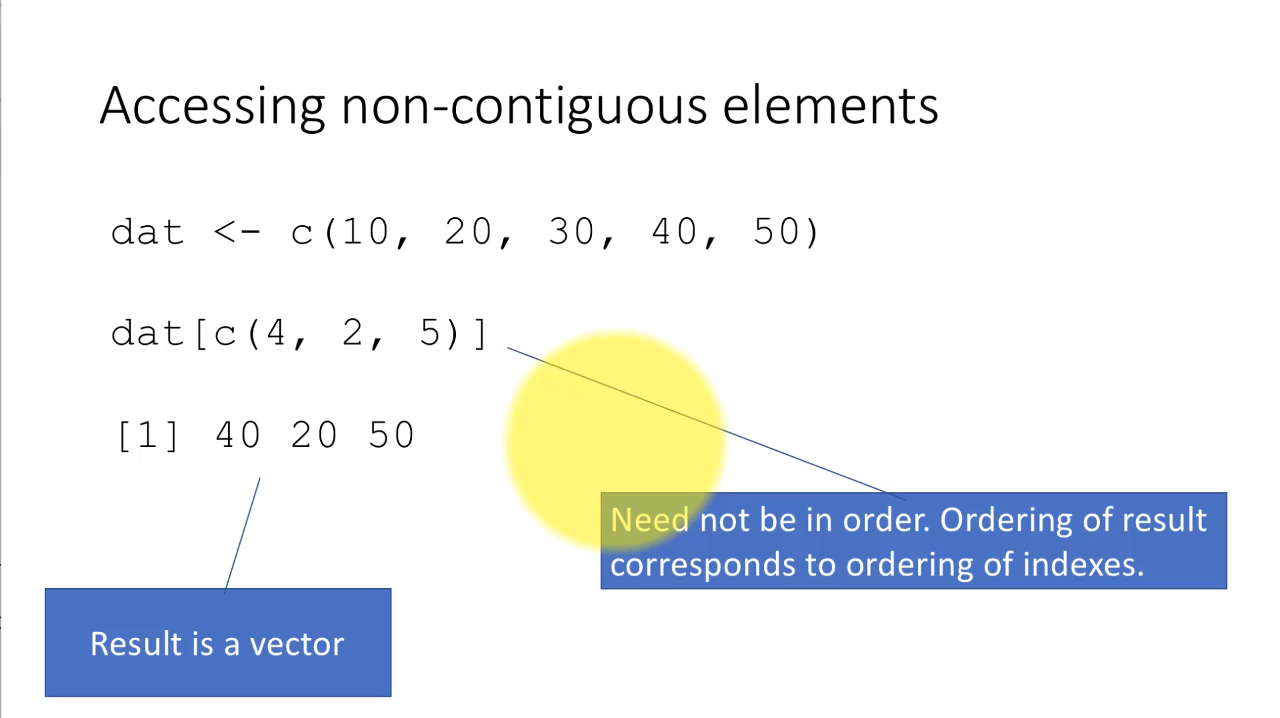 Accessing non-contiguous elements
dat <- c(10, 20, 30, 40, 50)
dat[c(4, 2, 5)]
[1] 40 20 50
Need not be in order. Ordering of result
corresponds to ordering of indexes.
Result is a vector